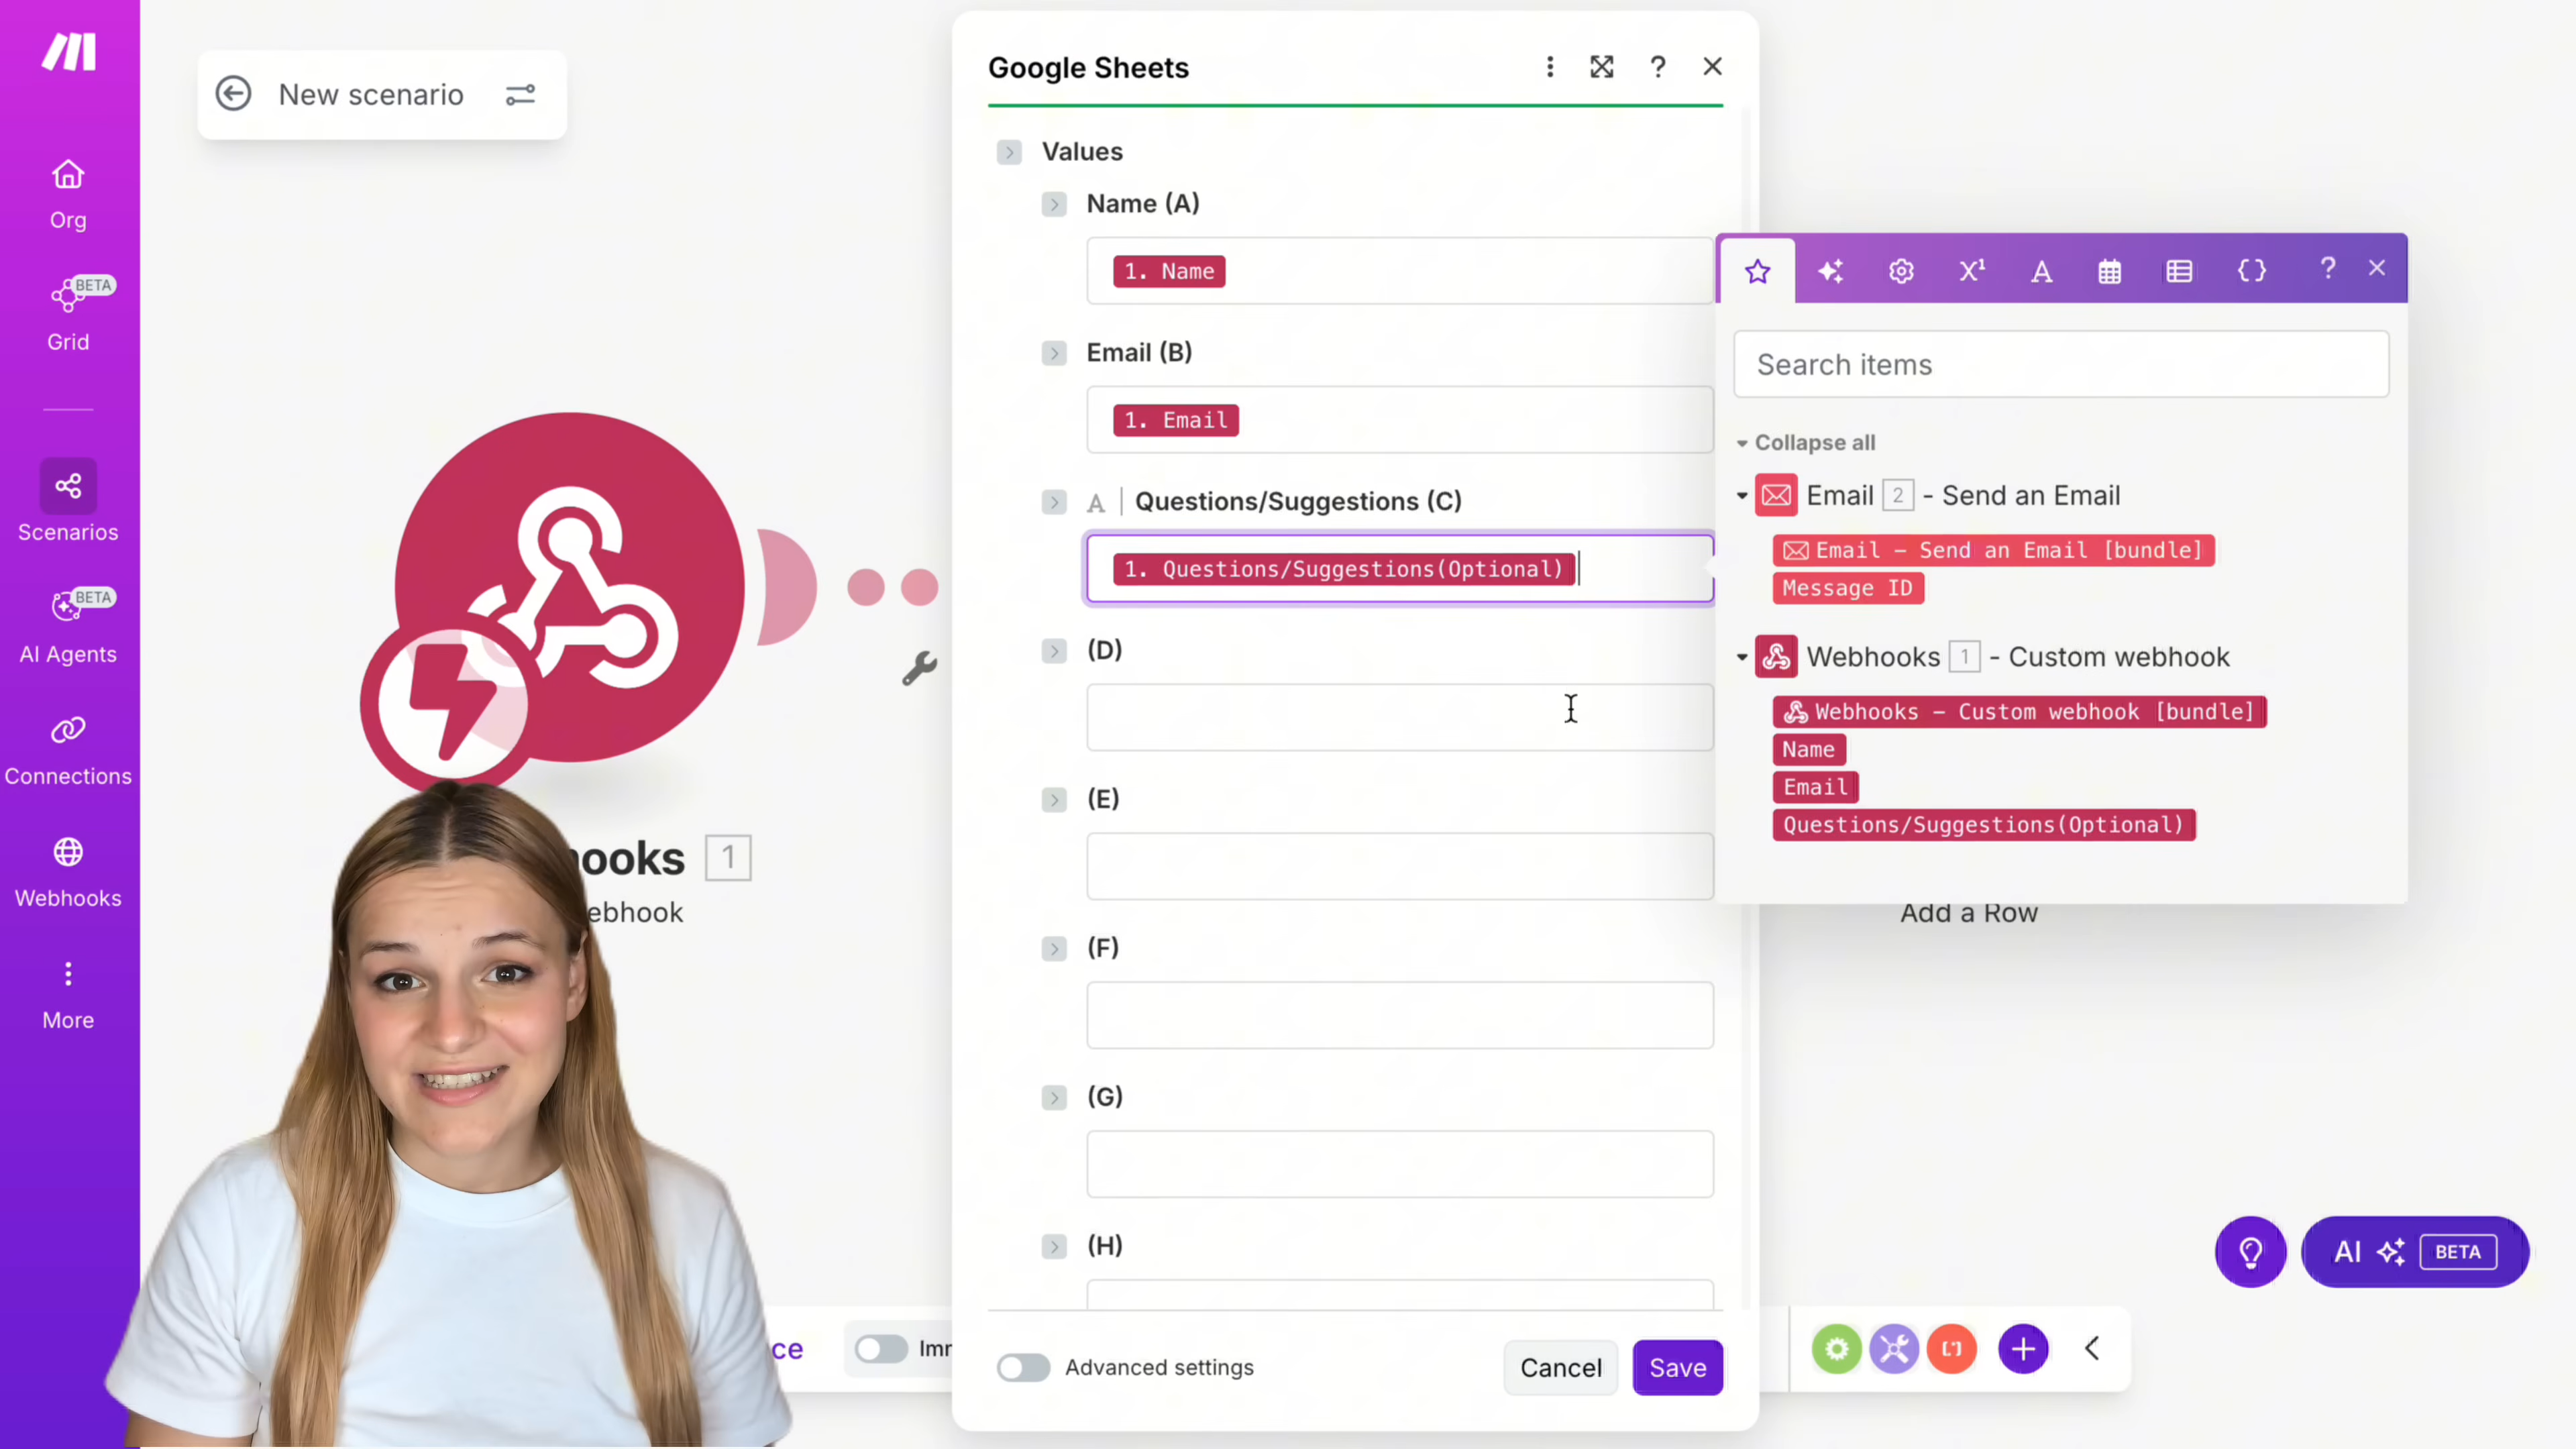 New scenario
Org
BETA
Grid
Scenarios
BETA
AI Agents
Connections
Webhooks
More
ooks 1
ebhook
ce
Google Sheets
?
Values
Name (A)
1. Name
Email (B)
1. Email
A | Questions/Suggestions (C)
1. Questions/Suggestions(Optional)
(D)
(E)
(F)
(G)
(H)
Advanced settings
Cancel
Save
X¹ A ?
Search items
Collapse all
Email 2 - Send an Email
Email - Send an Email [bundle]
Message ID
Webhooks 1 - Custom webhook
Webhooks - Custom webhook [bundle]
Name
Email
Questions/Suggestions(Optional)
Add a Row
AI BETA